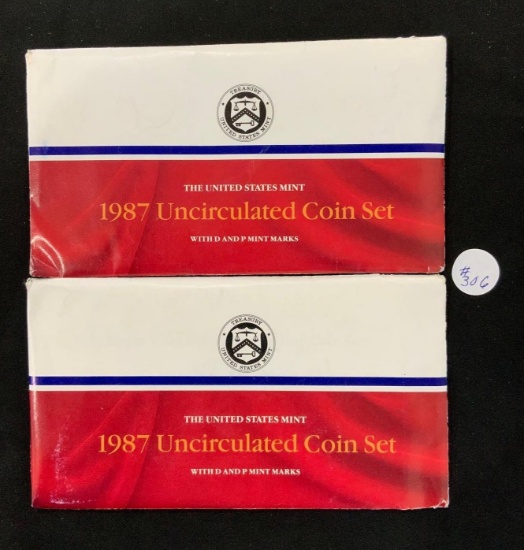 TREASURY
UNITED STATES MINT
THE UNITED STATES MINT
1987 Uncirculated Coin Set
WITH D AND P MINT MARKS
#306
TREASURY
UNITED STATES MINT
THE UNITED STATES MINT
1987 Uncirculated Coin Set
WITH D AND P MINT MARKS